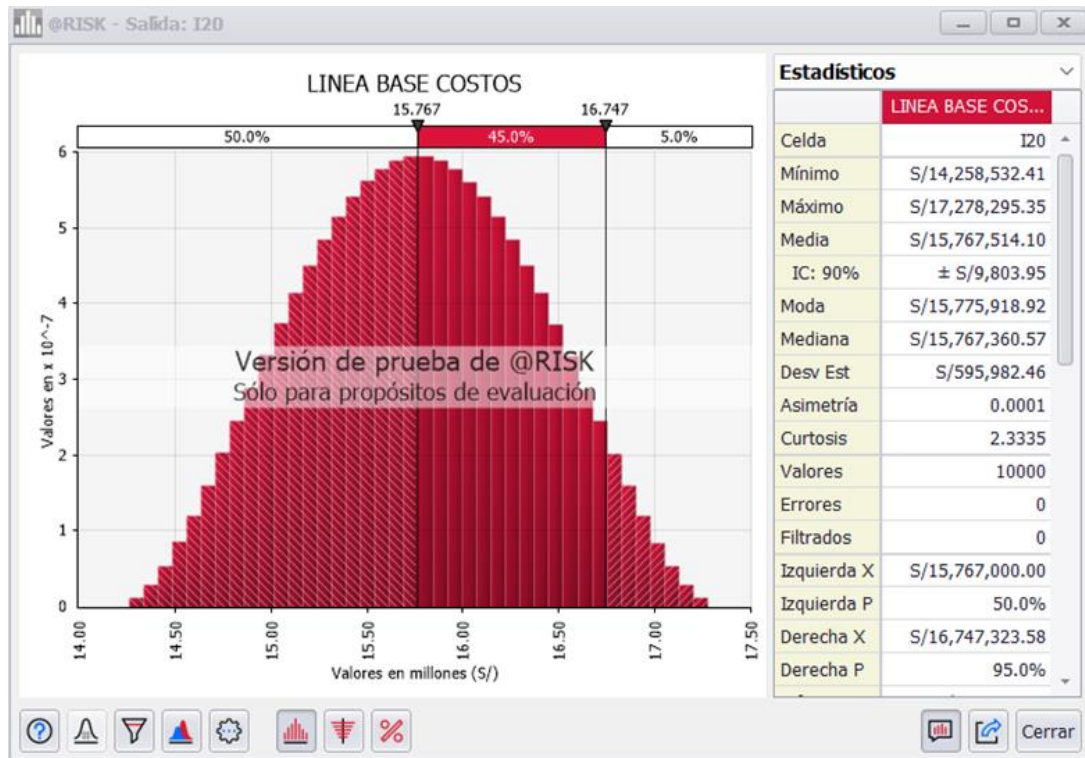 @RISK - Salida: I20
LINEA BASE COSTOS
15.767 16.747
50.0% 45.0% 5.0%
6
5
4
3
2
1
0
Valores en x 10^-7
Versión de prueba de @RISK
Sólo para propósitos de evaluación
14.00 14.50 15.00 15.50 16.00 16.50 17.00 17.50
Valores en millones (S/)
Estadísticos
LINEA BASE COS...
Celda I20
Mínimo S/14,258,532.41
Máximo S/17,278,295.35
Media S/15,767,514.10
IC: 90% ± S/9,803.95
Moda S/15,775,918.92
Mediana S/15,767,360.57
Desv Est S/595,982.46
Asimetría 0.0001
Curtosis 2.3335
Valores 10000
Errores 0
Filtrados 0
Izquierda X S/15,767,000.00
Izquierda P 50.0%
Derecha X S/16,747,323.58
Derecha P 95.0%
Cerrar